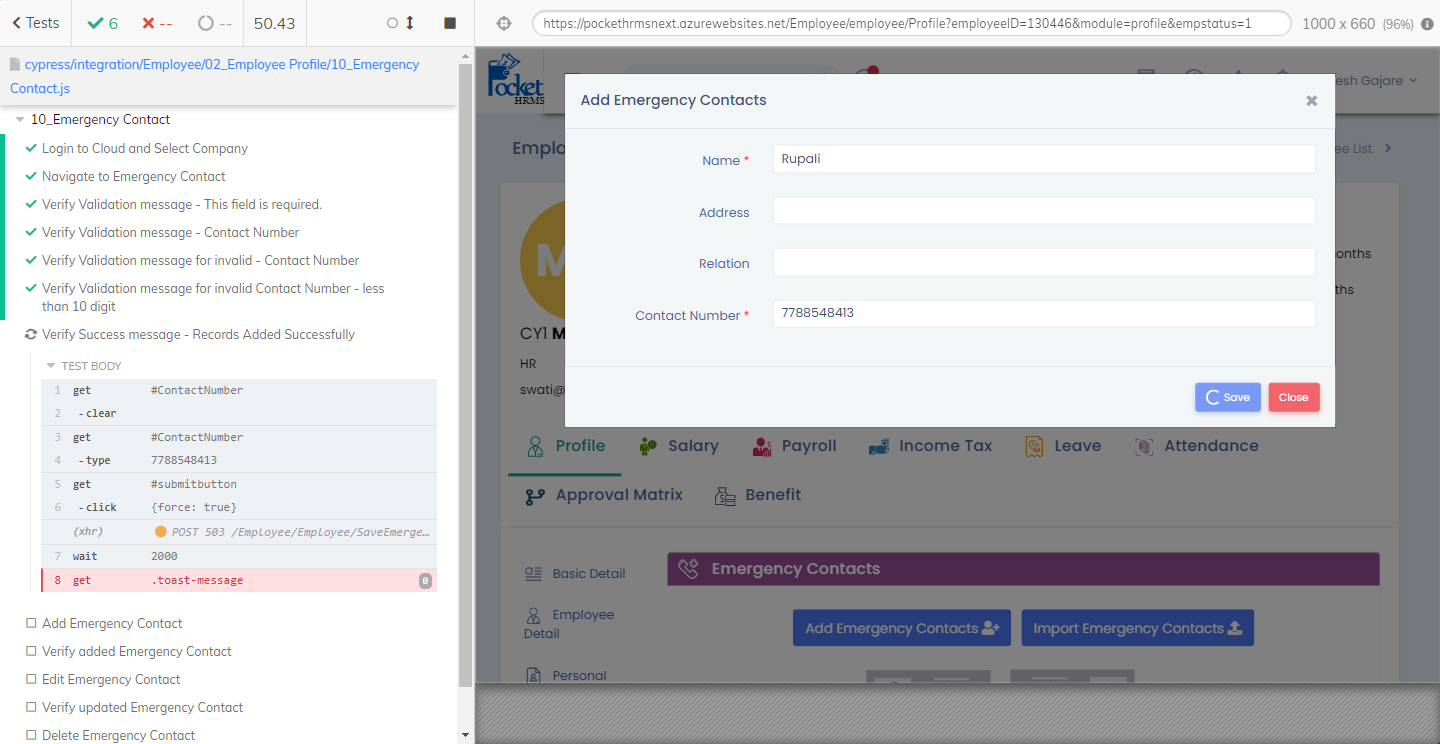 Tests
6
--
--
50.43
https://pockethrmsnext.azurewebsites.net/Employee/employee/Profile?employeeID=130446&module=profile&empstatus=1
1000 x 660 (96%)
cypress/integration/Employee/02_Employee Profile/10_Emergency
Contact.js
10_Emergency Contact
Login to Cloud and Select Company
Navigate to Emergency Contact
Verify Validation message - This field is required.
Verify Validation message - Contact Number
Verify Validation message for invalid - Contact Number
Verify Validation message for invalid Contact Number - less
than 10 digit
Verify Success message - Records Added Successfully
TEST BODY
1 get #ContactNumber
2 - clear
3 get #ContactNumber
4 - type 7788548413
5 get #submitbutton
6 - click {force: true}
(xhr) POST 503 /Employee/Employee/SaveEmerge…
7 wait 2000
8 get .toast-message 0
Add Emergency Contact
Verify added Emergency Contact
Edit Emergency Contact
Verify updated Emergency Contact
Delete Emergency Contact
Pocket
HRMS
esh Gajare
Emplo
ee List
Add Emergency Contacts
Name *
Rupali
Address
Relation
Contact Number *
7788548413
Save
Close
M
onths
ths
CY1 M
HR
swati@
Profile
Salary
Payroll
Income Tax
Leave
Attendance
Approval Matrix
Benefit
Basic Detail
Employee
Detail
Personal
Emergency Contacts
Add Emergency Contacts
Import Emergency Contacts